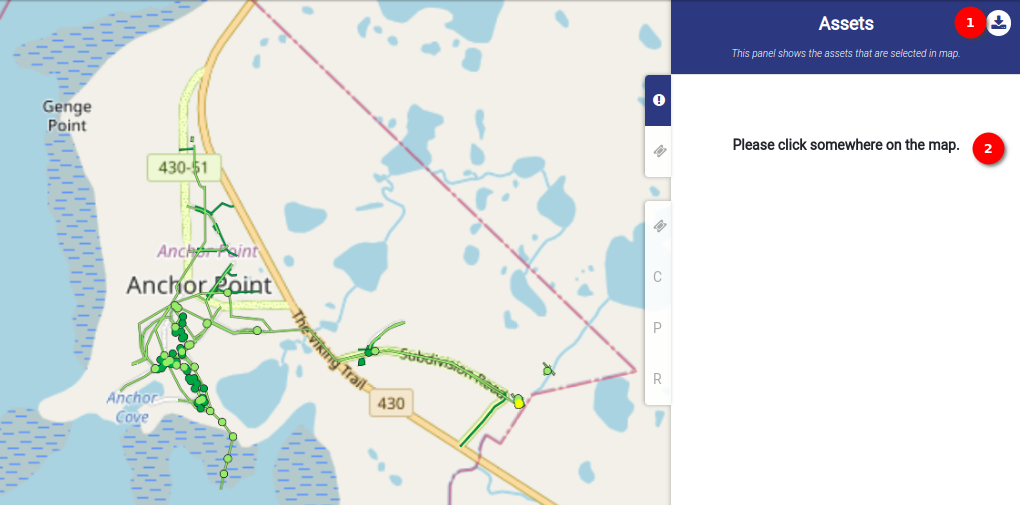 Genge
Point
430-51
Anchor Point
Anchor Point
The Viking Trail
Subdivision Road
Anchor
Cove
430
Assets
1
This panel shows the assets that are selected in map.
Please click somewhere on the map.
2
C
P
R